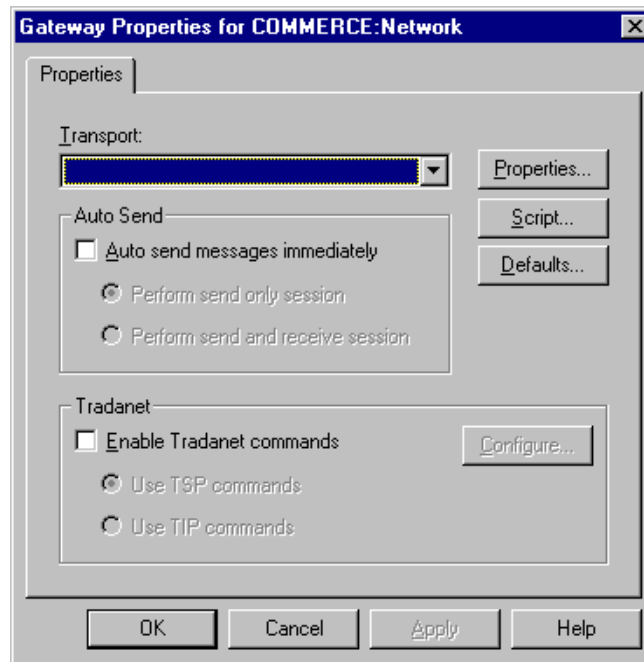 Gateway Properties for COMMERCE:Network
Properties
Transport:
Properties...
Auto Send
Script...
Auto send messages immediately
Defaults...
Perform send only session
Perform send and receive session
Tradanet
Enable Tradanet commands
Configure...
Use TSP commands
Use TIP commands
OK Cancel Apply Help